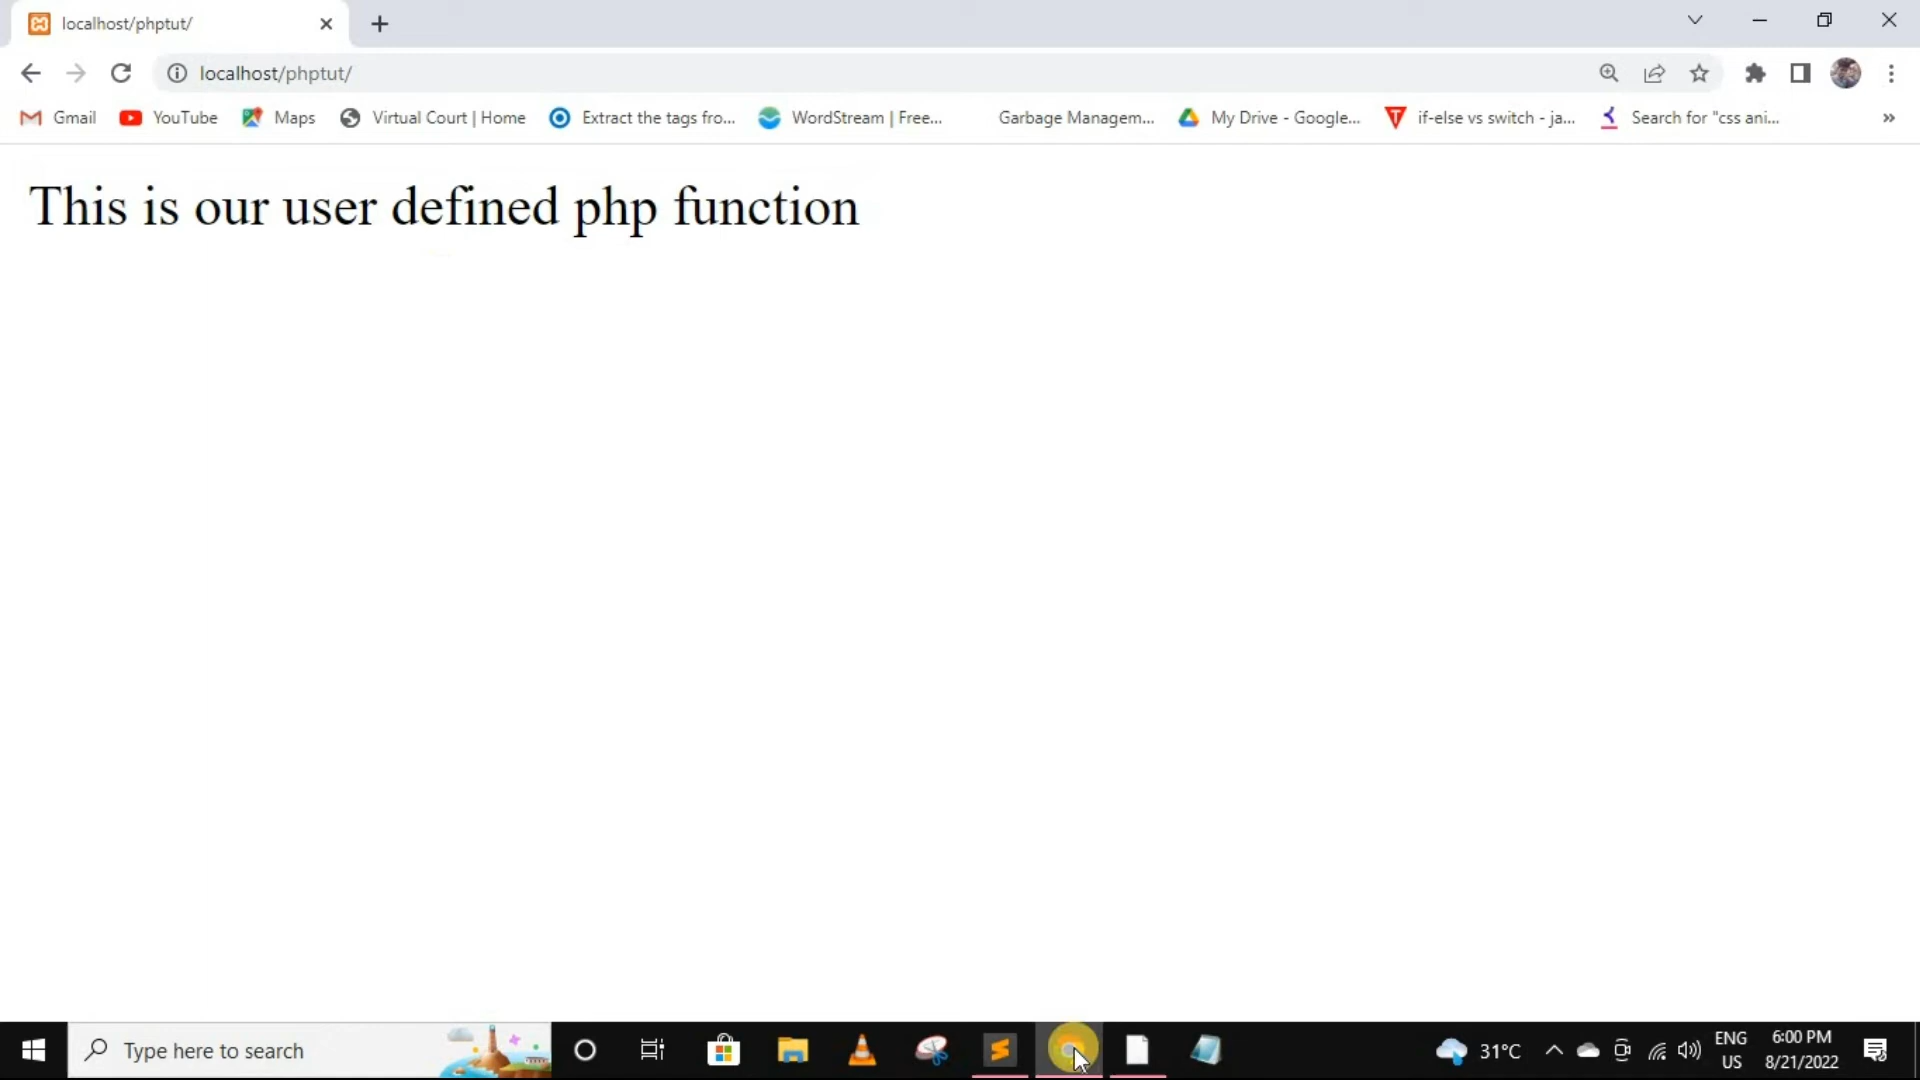 localhost/phptut/
localhost/phptut/
Gmail YouTube Maps Virtual Court | Home Extract the tags fro... WordStream | Free... Garbage Managem... My Drive - Google... if-else vs switch - ja... Search for "css ani... »
This is our user defined php function
Type here to search 31°C ENG 6:00 PM
US 8/21/2022